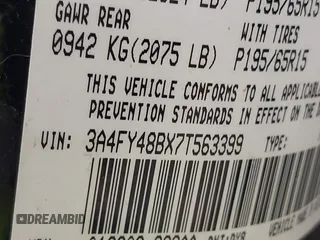 GAWR REAR WITH TIRES
0942 KG(2075 LB) P195/65R15
THIS VEHICLE CONFORMS TO ALL APPLICABL
PREVENTION STANDARDS IN EFFECT ON THE D
VIN: 3A4FY48BX7T563399 TYPE:
DREAMBID